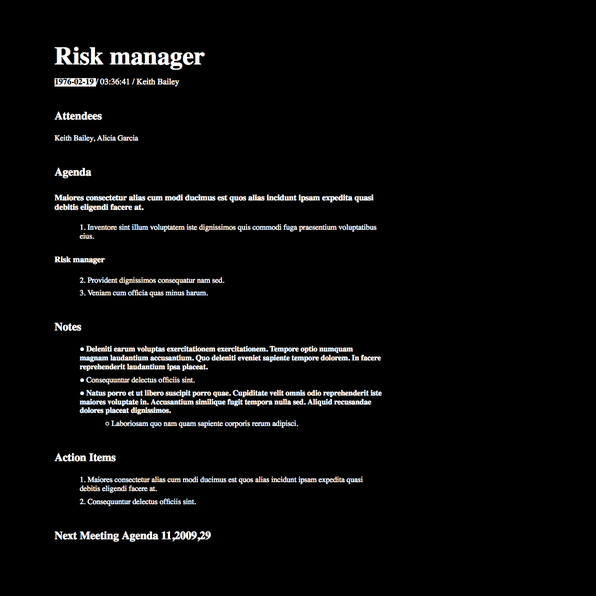 Risk manager
1976-02-19 / 03:36:41 / Keith Bailey
Attendees
Keith Bailey, Alicia Garcia
Agenda
Maiores consectetur alias cum modi ducimus est quos alias incidunt ipsam expedita quasi
debitis eligendi facere at.
1. Inventore sint illum voluptatem iste dignissimos quis commodi fuga praesentium voluptatibus
eius.
Risk manager
2. Provident dignissimos consequatur nam sed.
3. Veniam cum officia quas minus harum.
Notes
● Deleniti earum voluptas exercitationem exercitationem. Tempore optio numquam
magnam laudantium accusantium. Quo deleniti eveniet sapiente tempore dolorem. In facere
reprehenderit laudantium ipsa placeat.
● Consequuntur delectus officiis sint.
● Natus porro et ut libero suscipit porro quae. Cupiditate velit omnis odio reprehenderit iste
maiores voluptate in. Accusantium similique fugit tempora nulla sed. Aliquid recusandae
dolores placeat dignissimos.
○ Laboriosam quo nam quam sapiente corporis rerum adipisci.
Action Items
1. Maiores consectetur alias cum modi ducimus est quos alias incidunt ipsam expedita quasi
debitis eligendi facere at.
2. Consequuntur delectus officiis sint.
Next Meeting Agenda 11,2009,29